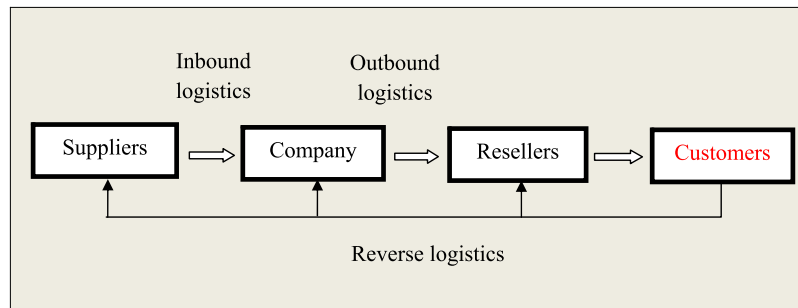 Inbound
logistics
Outbound
logistics
Suppliers
Company
Resellers
Customers
Reverse logistics